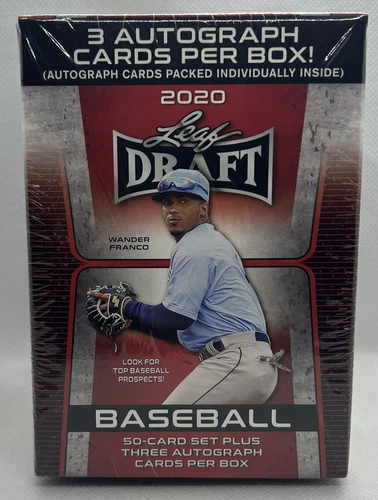 3 AUTOGRAPH
CARDS PER BOX!
(AUTOGRAPH CARDS PACKED INDIVIDUALLY INSIDE)
2020
Leaf
DRAFT
WANDER
FRANCO
LOOK FOR
TOP BASEBALL
PROSPECTS!
BASEBALL
50-CARD SET PLUS
THREE AUTOGRAPH
CARDS PER BOX